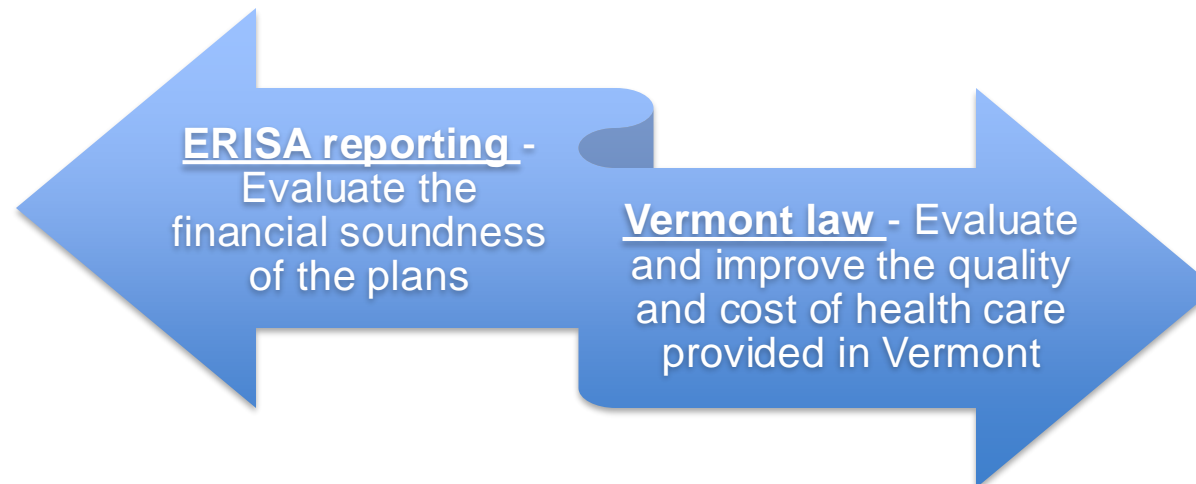 ERISA reporting -
Evaluate the
financial soundness
of the plans
Vermont law - Evaluate
and improve the quality
and cost of health care
provided in Vermont